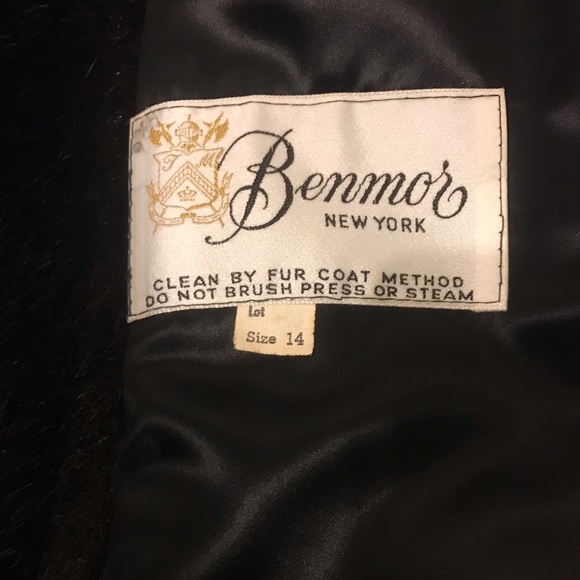 Benmor
NEW YORK
CLEAN BY FUR COAT METHOD
DO NOT BRUSH PRESS OR STEAM
Lot
Size 14